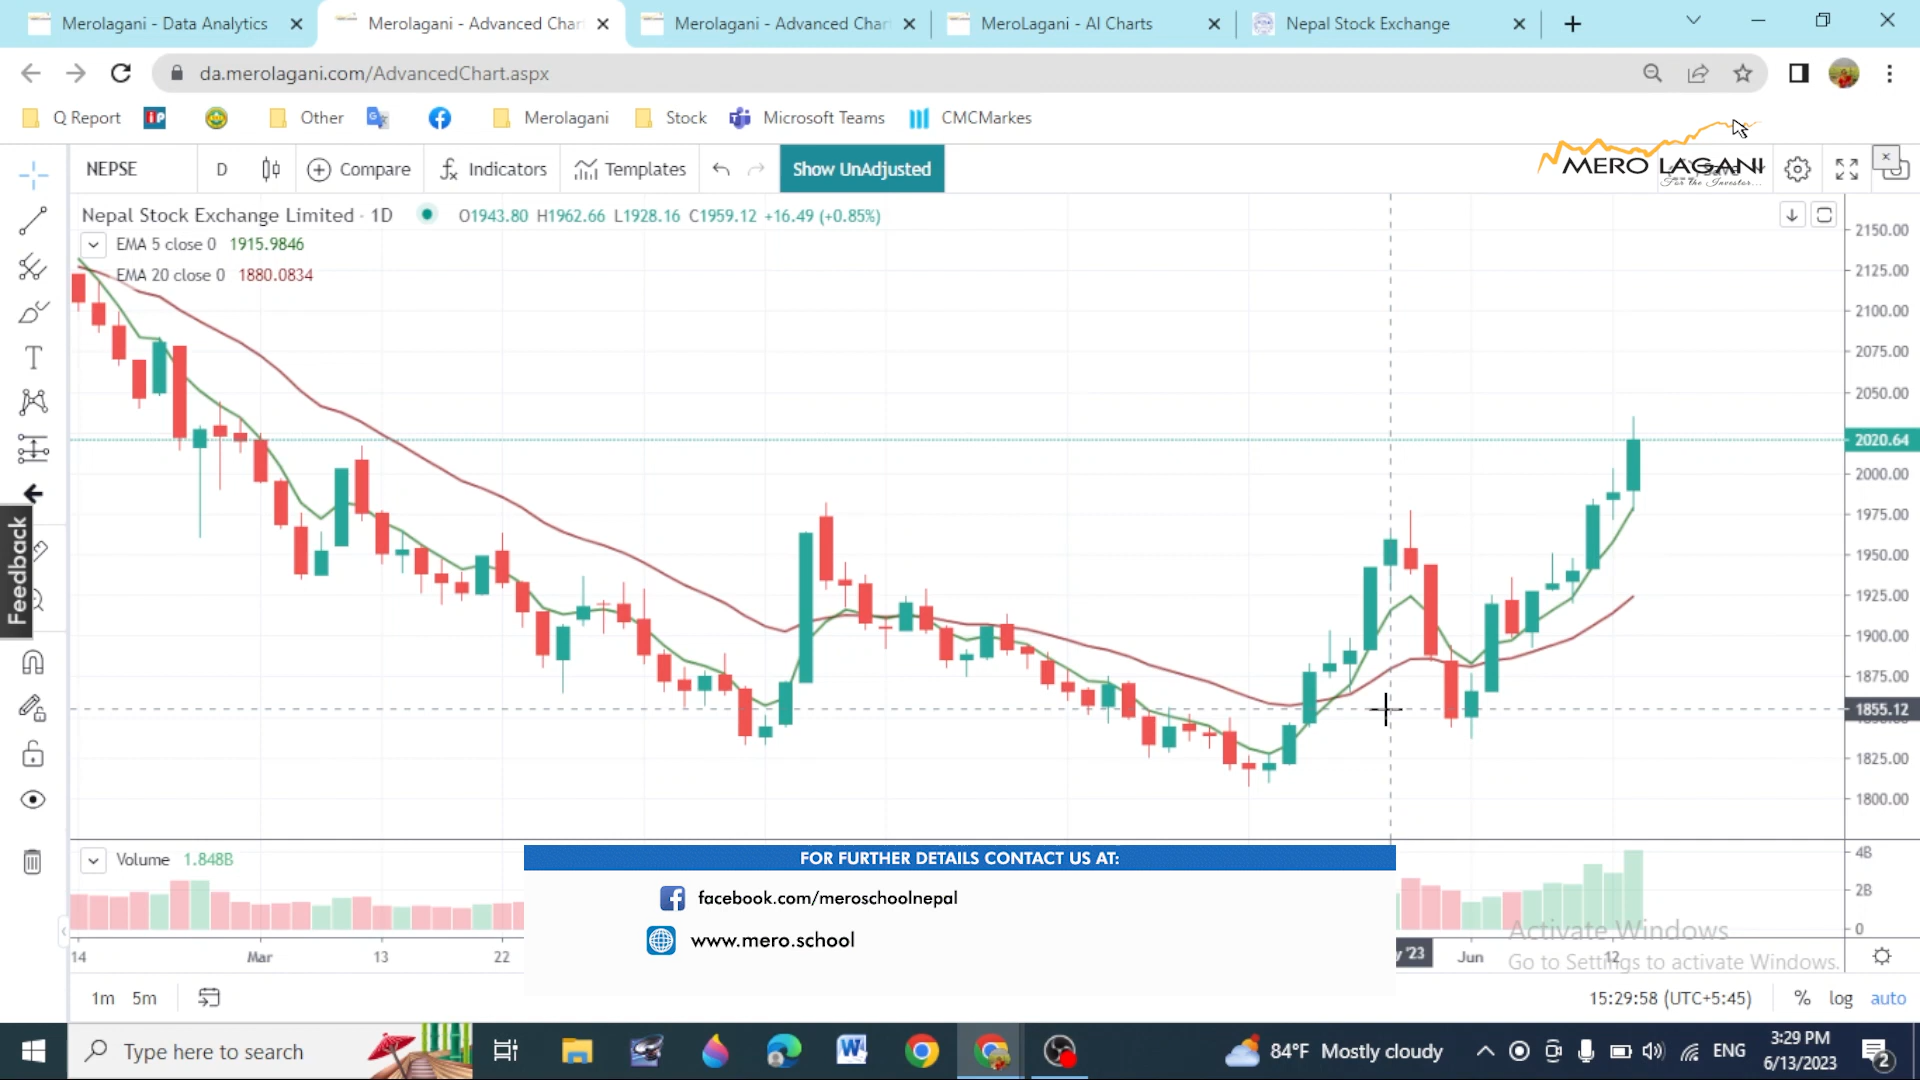 Merolagani - Data Analytics
Merolagani - Advanced Char
Merolagani - Advanced Char
MeroLagani - AI Charts
Nepal Stock Exchange
da.merolagani.com/AdvancedChart.aspx
Q Report
Other
Merolagani
Stock
Microsoft Teams
CMCMarkes
NEPSE
D
Compare
Indicators
Templates
Show UnAdjusted
MERO LAGANI
For the Investor...
Nepal Stock Exchange Limited · 1D
O1943.80 H1962.66 L1928.16 C1959.12 +16.49 (+0.85%)
EMA 5 close 0 1915.9846
EMA 20 close 0 1880.0834
2150.00
2125.00
2100.00
2075.00
2050.00
2020.64
2000.00
1975.00
1950.00
1925.00
1900.00
1875.00
1855.12
1825.00
1800.00
Feedback
Volume 1.848B
4B
2B
0
FOR FURTHER DETAILS CONTACT US AT:
facebook.com/meroschoolnepal
www.mero.school
14
Mar
13
22
'23
Jun
12
Activate Windows
Go to Settings to activate Windows.
1m 5m
15:29:58 (UTC+5:45)
%
log
auto
Type here to search
84°F Mostly cloudy
ENG
3:29 PM
6/13/2023
2